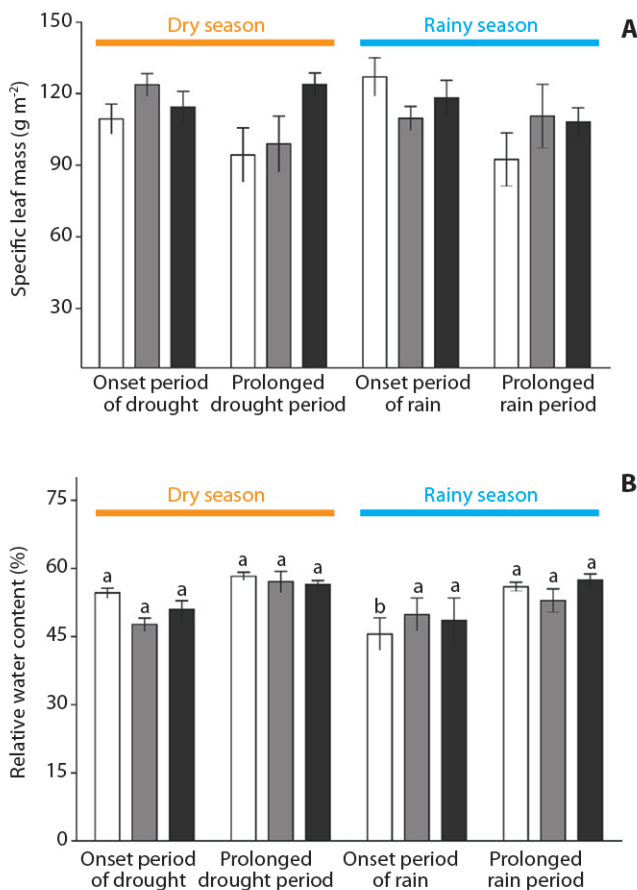 A
Dry season
Rainy season
Specific leaf mass (g m-2)
150
120
90
60
30
Onset period
of drought
Prolonged
drought period
Onset period
of rain
Prolonged
rain period
B
Dry season
Rainy season
Relative water content (%)
75
60
45
30
15
0
a a a a a a b a a a a a
Onset period
of drought
Prolonged
drought period
Onset period
of rain
Prolonged
rain period